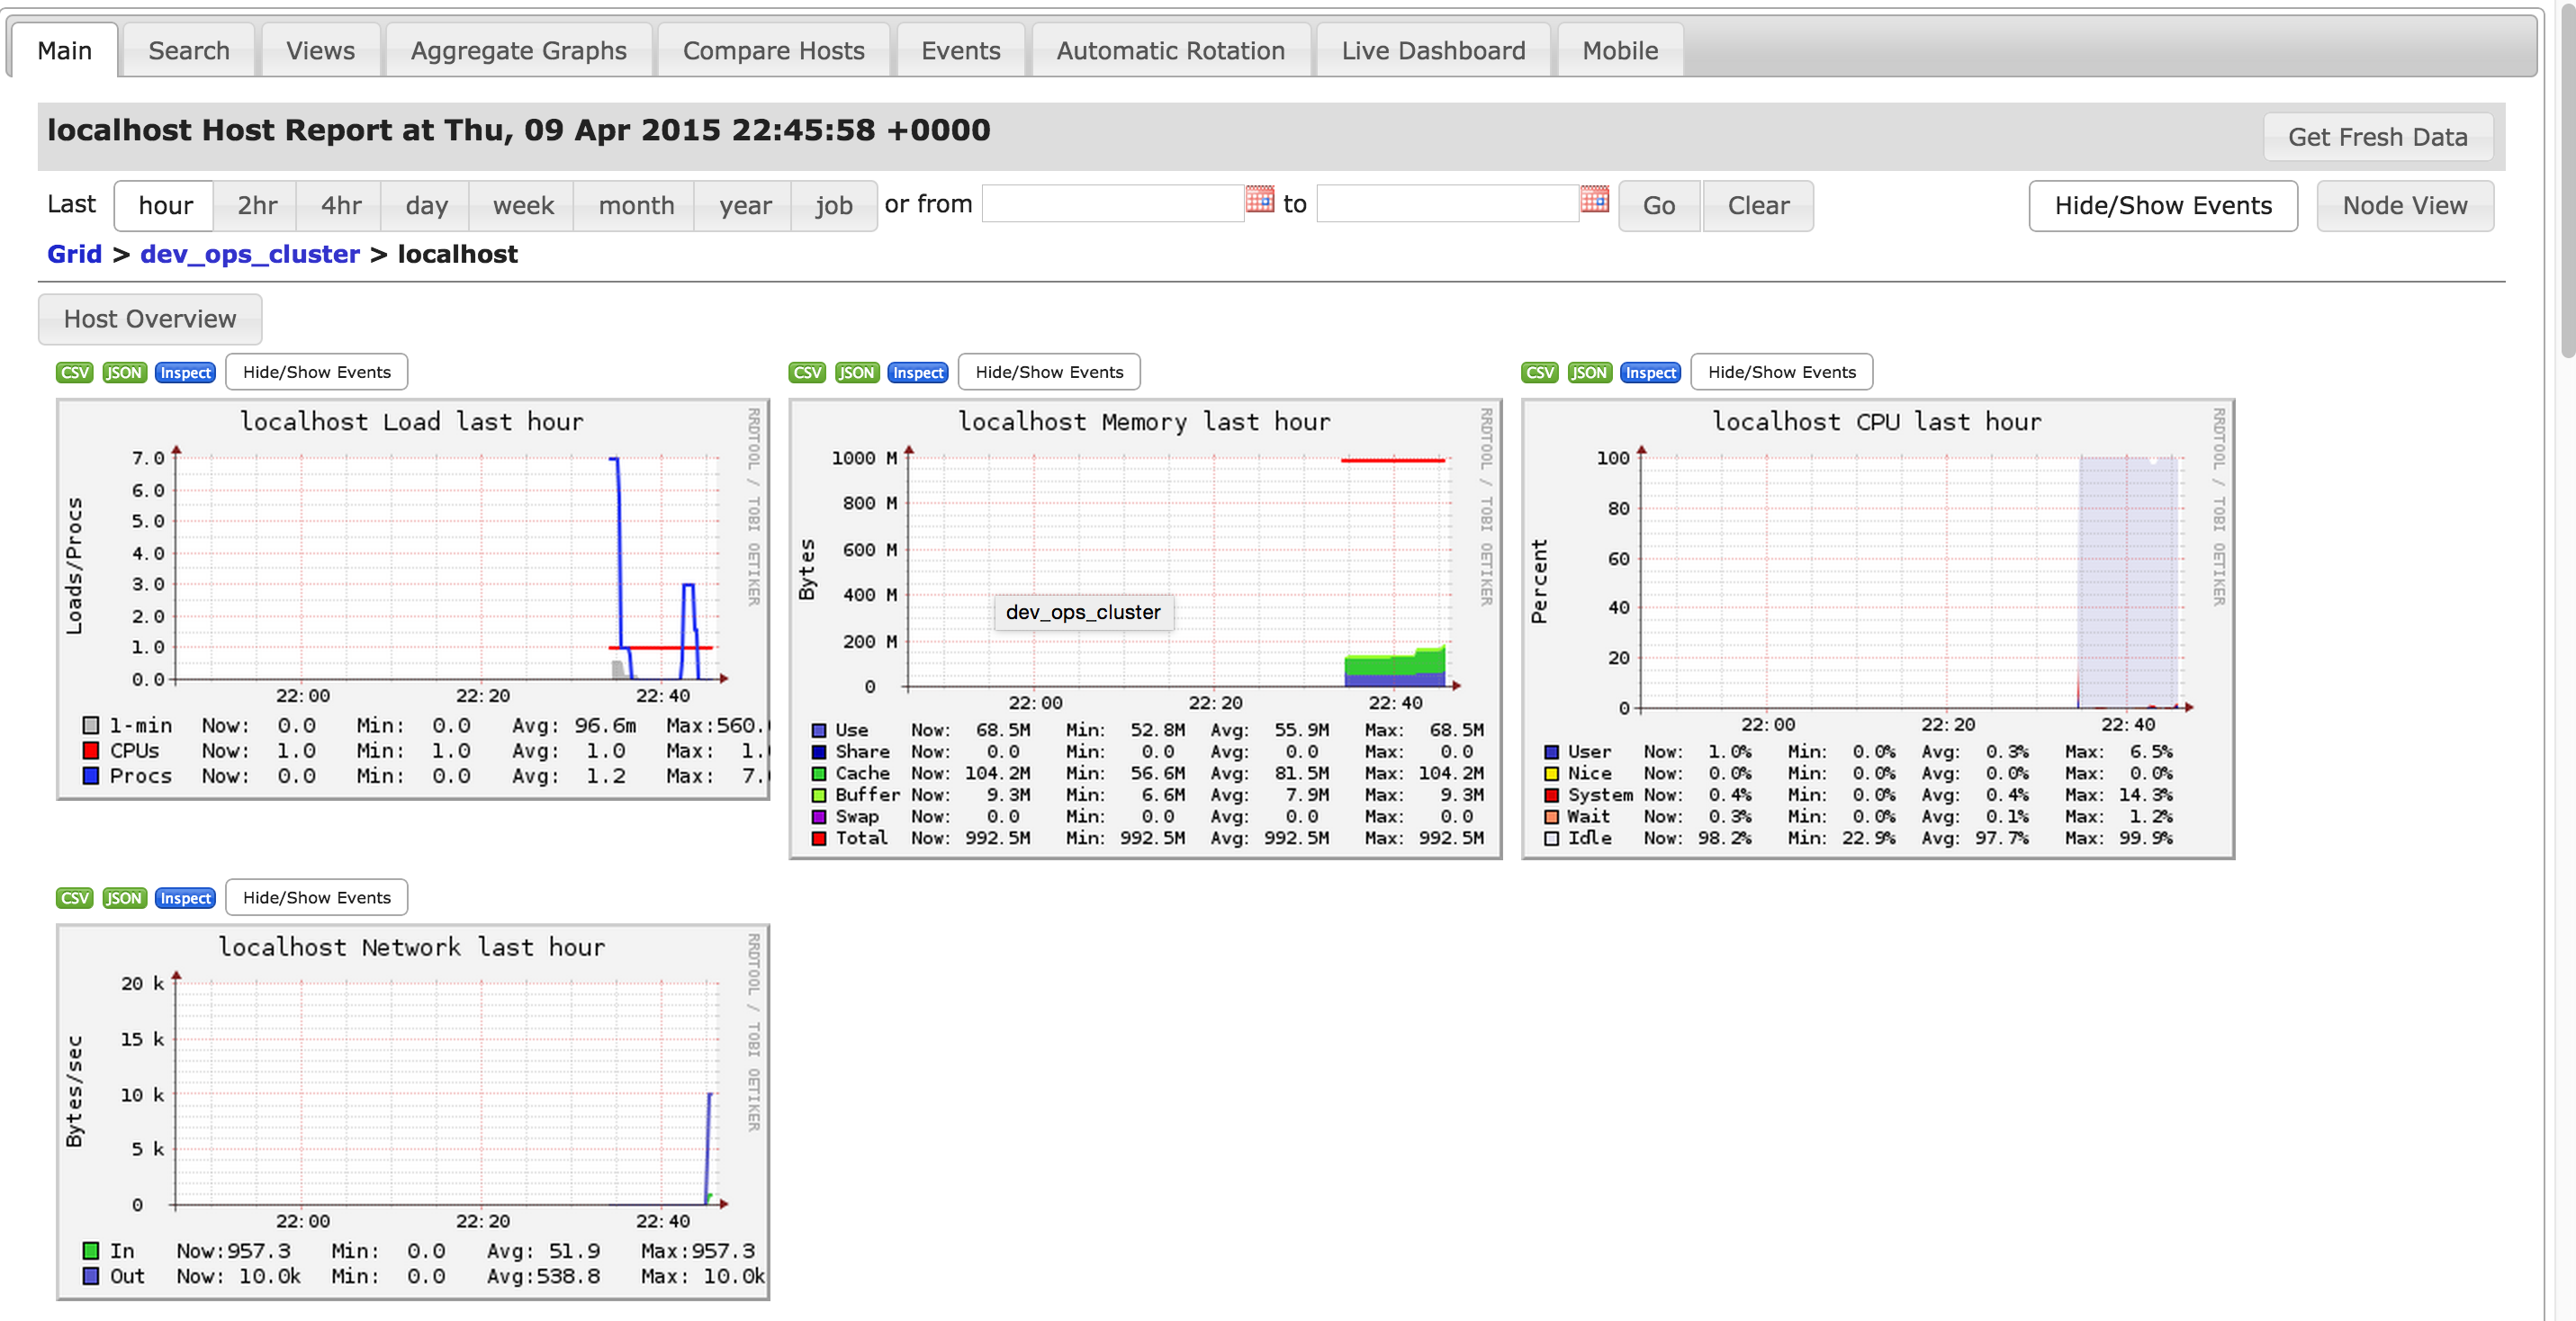 Main Search Views Aggregate Graphs Compare Hosts Events Automatic Rotation Live Dashboard Mobile
localhost Host Report at Thu, 09 Apr 2015 22:45:58 +0000 Get Fresh Data
Last hour 2hr 4hr day week month year job or from to Go Clear Hide/Show Events Node View
Grid > dev_ops_cluster > localhost
Host Overview
CSV JSON Inspect Hide/Show Events
localhost Load last hour
RRDTOOL / TOBI OETIKER
Loads/Procs
7.0
6.0
5.0
4.0
3.0
2.0
1.0
0.0
22:00 22:20 22:40
1-min Now: 0.0 Min: 0.0 Avg: 96.6m Max:560.
CPUs Now: 1.0 Min: 1.0 Avg: 1.0 Max: 1.
Procs Now: 0.0 Min: 0.0 Avg: 1.2 Max: 7.
CSV JSON Inspect Hide/Show Events
localhost Memory last hour
RRDTOOL / TOBI OETIKER
Bytes
1000 M
800 M
600 M
400 M
200 M
0
dev_ops_cluster
22:00 22:20 22:40
Use Now: 68.5M Min: 52.8M Avg: 55.9M Max: 68.5M
Share Now: 0.0 Min: 0.0 Avg: 0.0 Max: 0.0
Cache Now: 104.2M Min: 56.6M Avg: 81.5M Max: 104.2M
Buffer Now: 9.3M Min: 6.6M Avg: 7.9M Max: 9.3M
Swap Now: 0.0 Min: 0.0 Avg: 0.0 Max: 0.0
Total Now: 992.5M Min: 992.5M Avg: 992.5M Max: 992.5M
CSV JSON Inspect Hide/Show Events
localhost CPU last hour
RRDTOOL / TOBI OETIKER
Percent
100
80
60
40
20
0
22:00 22:20 22:40
User Now: 1.0% Min: 0.0% Avg: 0.3% Max: 6.5%
Nice Now: 0.0% Min: 0.0% Avg: 0.0% Max: 0.0%
System Now: 0.4% Min: 0.0% Avg: 0.4% Max: 14.3%
Wait Now: 0.3% Min: 0.0% Avg: 0.1% Max: 1.2%
Idle Now: 98.2% Min: 22.9% Avg: 97.7% Max: 99.9%
CSV JSON Inspect Hide/Show Events
localhost Network last hour
RRDTOOL / TOBI OETIKER
Bytes/sec
20 k
15 k
10 k
5 k
0
22:00 22:20 22:40
In Now:957.3 Min: 0.0 Avg: 51.9 Max:957.3
Out Now: 10.0k Min: 0.0 Avg:538.8 Max: 10.0k